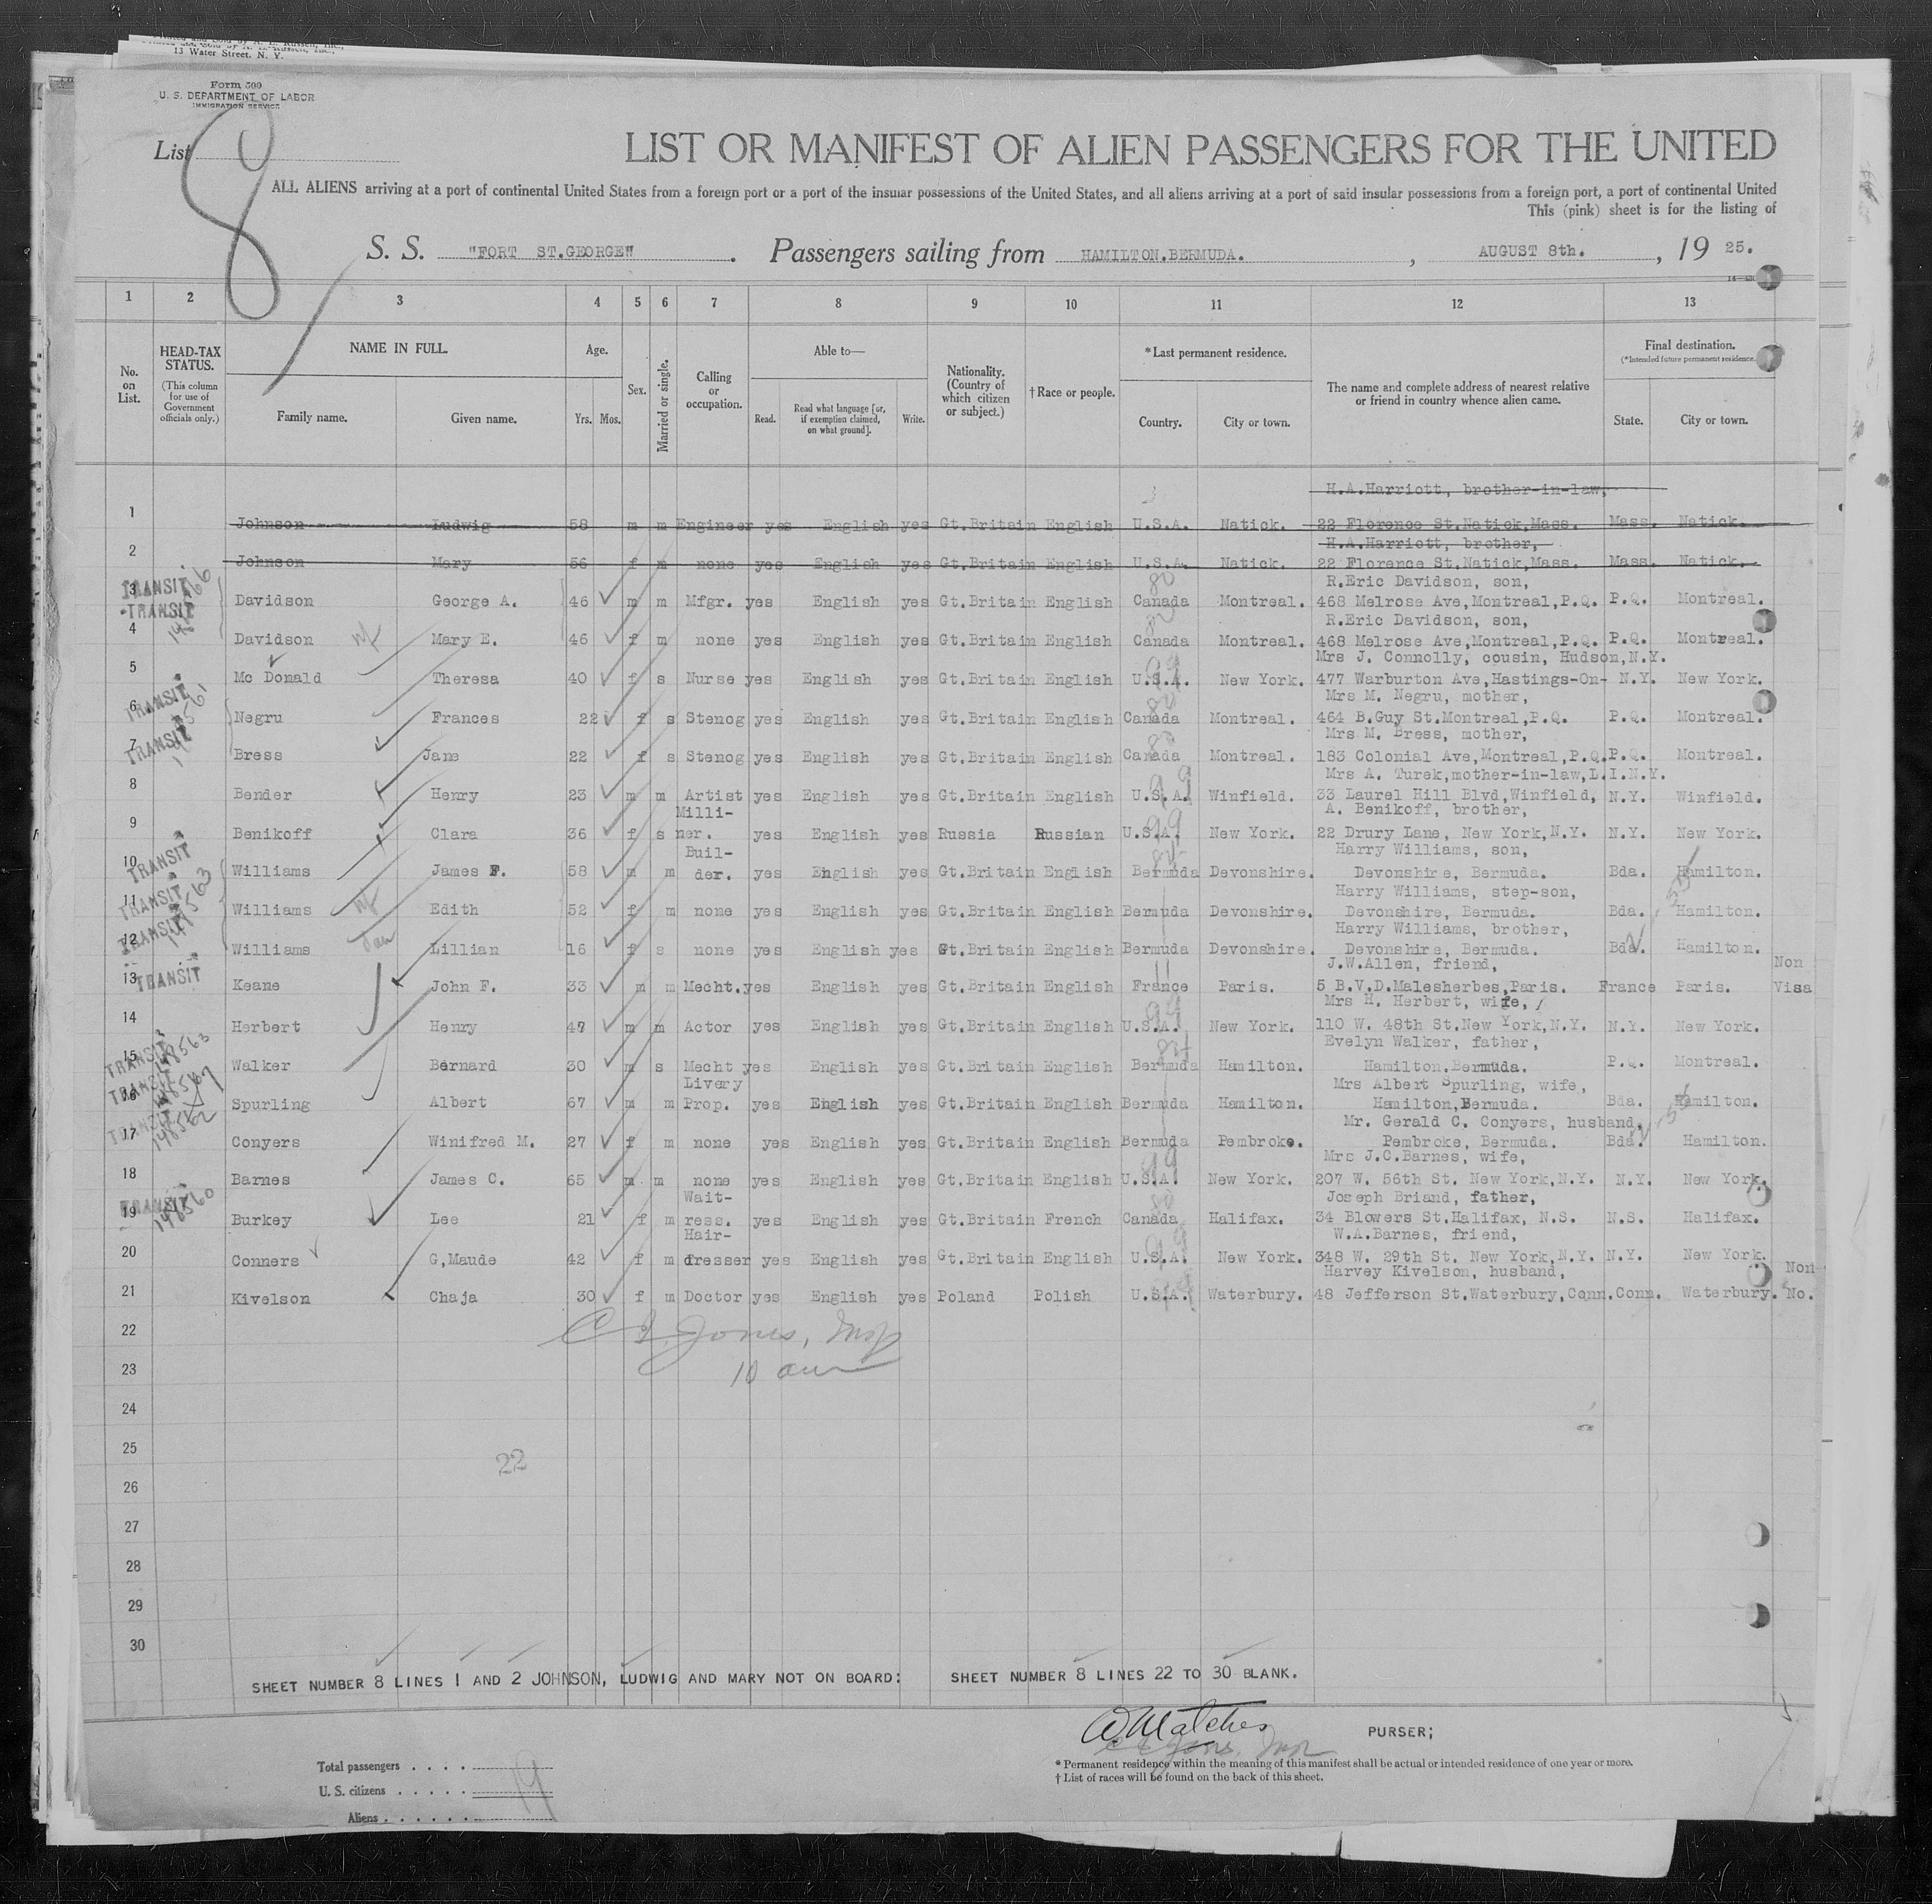 13 Water Street, N. Y.
Form 500
U. S. DEPARTMENT OF LABOR
IMMIGRATION SERVICE
List 8
LIST OR MANIFEST OF ALIEN PASSENGERS FOR THE UNITED
ALL ALIENS arriving at a port of continental United States from a foreign port or a port of the insular possessions of the United States, and all aliens arriving at a port of said insular possessions from a foreign port, a port of continental United
This (pink) sheet is for the listing of
S. S. "FORT ST.GEORGE". Passengers sailing from HAMILTON.BERMUDA. , AUGUST 8th. , 19 25.
1 2 3 4 5 6 7 8 9 10 11 12 13
No. on List. HEAD-TAX STATUS. (This column for use of Government officials only.) NAME IN FULL. Family name. Given name. Age. Yrs. Mos. Sex. Married or single. Calling or occupation. Able to— Read. Read what language [or, if exemption claimed, on what ground]. Write. Nationality. (Country of which citizen or subject.) † Race or people. * Last permanent residence. Country. City or town. The name and complete address of nearest relative or friend in country whence alien came. Final destination. (* Intended future permanent residence. State. City or town.
H.A.Harriott, brother-in-law,
1 Johnson Ludwig 58 m m Engineer yes English yes Gt.Britain English U.S.A. Natick. 22 Florence St.Natick,Mass. Mass. Natick.
H.A.Harriott, brother,
2 Johnson Mary 56 f m none yes English yes Gt.Britain English U.S.A. Natick. 22 Florence St.Natick,Mass. Mass. Natick.
R.Eric Davidson, son,
3 TRANSIT Davidson George A. 46 m m Mfgr. yes English yes Gt.Britain English Canada Montreal. 468 Melrose Ave,Montreal,P.Q. P.Q. Montreal.
R.Eric Davidson, son,
4 TRANSIT Davidson Mary E. 46 f m none yes English yes Gt.Britain English Canada Montreal. 468 Melrose Ave,Montreal,P.Q. P.Q. Montreal.
Mrs J. Connolly, cousin, Hudson,N.Y.
5 Mc Donald Theresa 40 f s Nurse yes English yes Gt.Britain English U.S.A. New York. 477 Warburton Ave,Hastings-On- N.Y. New York.
Mrs M. Negru, mother,
6 TRANSIT Negru Frances 22 f s Stenog yes English yes Gt.Britain English Canada Montreal. 464 B.Guy St.Montreal,P.Q. P.Q. Montreal.
Mrs M. Bress, mother,
7 TRANSIT Bress Jane 22 f s Stenog yes English yes Gt.Britain English Canada Montreal. 183 Colonial Ave,Montreal,P.Q. P.Q. Montreal.
Mrs A. Turek,mother-in-law,L.I.N.Y.
8 Bender Henry 23 m m Artist yes English yes Gt.Britain English U.S.A. Winfield. 33 Laurel Hill Blvd,Winfield, N.Y. Winfield.
Milli- A. Benikoff, brother,
9 Benikoff Clara 36 f s ner. yes English yes Russia Russian U.S.A. New York. 22 Drury Lane, New York,N.Y. N.Y. New York.
Buil- Harry Williams, son,
10 TRANSIT Williams James F. 58 m m der. yes English yes Gt.Britain English Bermuda Devonshire. Devonshire, Bermuda. Bda. Hamilton.
Harry Williams, step-son,
11 TRANSIT Williams Edith 52 f m none yes English yes Gt.Britain English Bermuda Devonshire. Devonshire, Bermuda. Bda. Hamilton.
Harry Williams, brother,
12 TRANSIT Williams Lillian 16 f s none yes English yes Gt.Britain English Bermuda Devonshire. Devonshire, Bermuda. Bda. Hamilton.
J.W.Allen, friend, Non
13 TRANSIT Keane John F. 33 m m Mecht.yes English yes Gt.Britain English France Paris. 5 B.V.D.Malesherbes,Paris. France Paris. Visa
Mrs H. Herbert, wife,
14 Herbert Henry 47 m m Actor yes English yes Gt.Britain English U.S.A. New York. 110 W. 48th St.New York,N.Y. N.Y. New York.
Evelyn Walker, father,
15 TRANSIT 148563 Walker Bernard 30 m s Mecht yes English yes Gt.Britain English Bermuda Hamilton. Hamilton.Bermuda. P.Q. Montreal.
Livery Mrs Albert Spurling, wife,
16 TRANSIT Spurling Albert 67 m m Prop. yes English yes Gt.Britain English Bermuda Hamilton. Hamilton,Bermuda. Bda. Hamilton.
Mr. Gerald C. Conyers, husband,
17 TRANSIT 148562 Conyers Winifred M. 27 f m none yes English yes Gt.Britain English Bermuda Pembroke. Pembroke, Bermuda. Bda. Hamilton.
Mrs J.C.Barnes, wife,
18 Barnes James C. 65 m m none yes English yes Gt.Britain English U.S.A. New York. 207 W. 56th St. New York,N.Y. N.Y. New York.
Wait- Joseph Briand, father,
19 TRANSIT 148560 Burkey Lee 21 f m ress. yes English yes Gt.Britain French Canada Halifax. 34 Blowers St.Halifax, N.S. N.S. Halifax.
Hair- W.A.Barnes, friend,
20 Conners G,Maude 42 f m dresser yes English yes Gt.Britain English U.S.A. New York. 348 W. 29th St. New York,N.Y. N.Y. New York.
Harvey Kivelson, husband, Non
21 Kivelson Chaja 30 f m Doctor yes English yes Poland Polish U.S.A. Waterbury. 48 Jefferson St.Waterbury,Conn. Conn. Waterbury. No.
22 Jones, Insp
23 10 am
24
25
22
26
27
28
29
30
SHEET NUMBER 8 LINES 1 AND 2 JOHNSON, LUDWIG AND MARY NOT ON BOARD: SHEET NUMBER 8 LINES 22 TO 30 BLANK.
PURSER;
Total passengers . . . .
U. S. citizens . . . . . 19
Aliens . . . . . .
* Permanent residence within the meaning of this manifest shall be actual or intended residence of one year or more.
† List of races will be found on the back of this sheet.